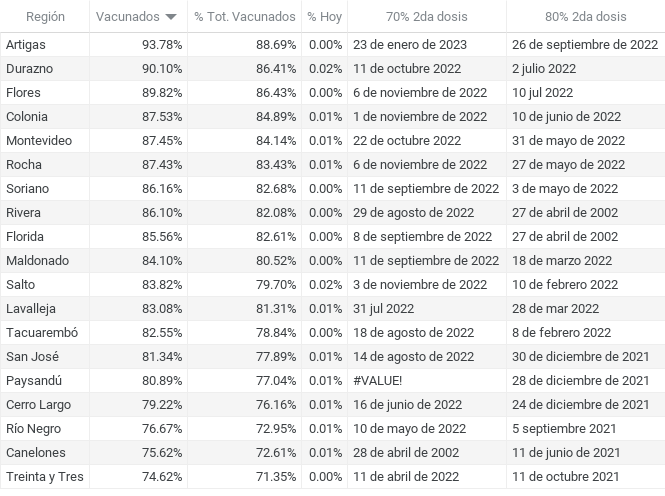 Región Vacunados % Tot. Vacunados % Hoy 70% 2da dosis 80% 2da dosis
Artigas 93.78% 88.69% 0.00% 23 de enero de 2023 26 de septiembre de 2022
Durazno 90.10% 86.41% 0.02% 11 de octubre 2022 2 julio 2022
Flores 89.82% 86.43% 0.00% 6 de noviembre de 2022 10 jul 2022
Colonia 87.53% 84.89% 0.01% 1 de noviembre de 2022 10 de junio de 2022
Montevideo 87.45% 84.14% 0.01% 22 de octubre 2022 31 de mayo de 2022
Rocha 87.43% 83.43% 0.01% 6 de noviembre de 2022 27 de mayo de 2022
Soriano 86.16% 82.68% 0.00% 11 de septiembre de 2022 3 de mayo de 2022
Rivera 86.10% 82.08% 0.00% 29 de agosto de 2022 27 de abril de 2002
Florida 85.56% 82.61% 0.00% 8 de septiembre de 2022 27 de abril de 2002
Maldonado 84.10% 80.52% 0.00% 11 de septiembre de 2022 18 de marzo 2022
Salto 83.82% 79.70% 0.02% 3 de noviembre de 2022 10 de febrero 2022
Lavalleja 83.08% 81.31% 0.01% 31 jul 2022 28 de mar 2022
Tacuarembó 82.55% 78.84% 0.00% 18 de agosto de 2022 8 de febrero 2022
San José 81.34% 77.89% 0.01% 14 de agosto de 2022 30 de diciembre de 2021
Paysandú 80.89% 77.04% 0.01% #VALUE! 28 de diciembre de 2021
Cerro Largo 79.22% 76.16% 0.01% 16 de junio de 2022 24 de diciembre de 2021
Río Negro 76.67% 72.95% 0.01% 10 de mayo de 2022 5 septiembre 2021
Canelones 75.62% 72.61% 0.01% 28 de abril de 2002 11 de junio de 2021
Treinta y Tres 74.62% 71.35% 0.00% 11 de abril de 2022 11 de octubre 2021